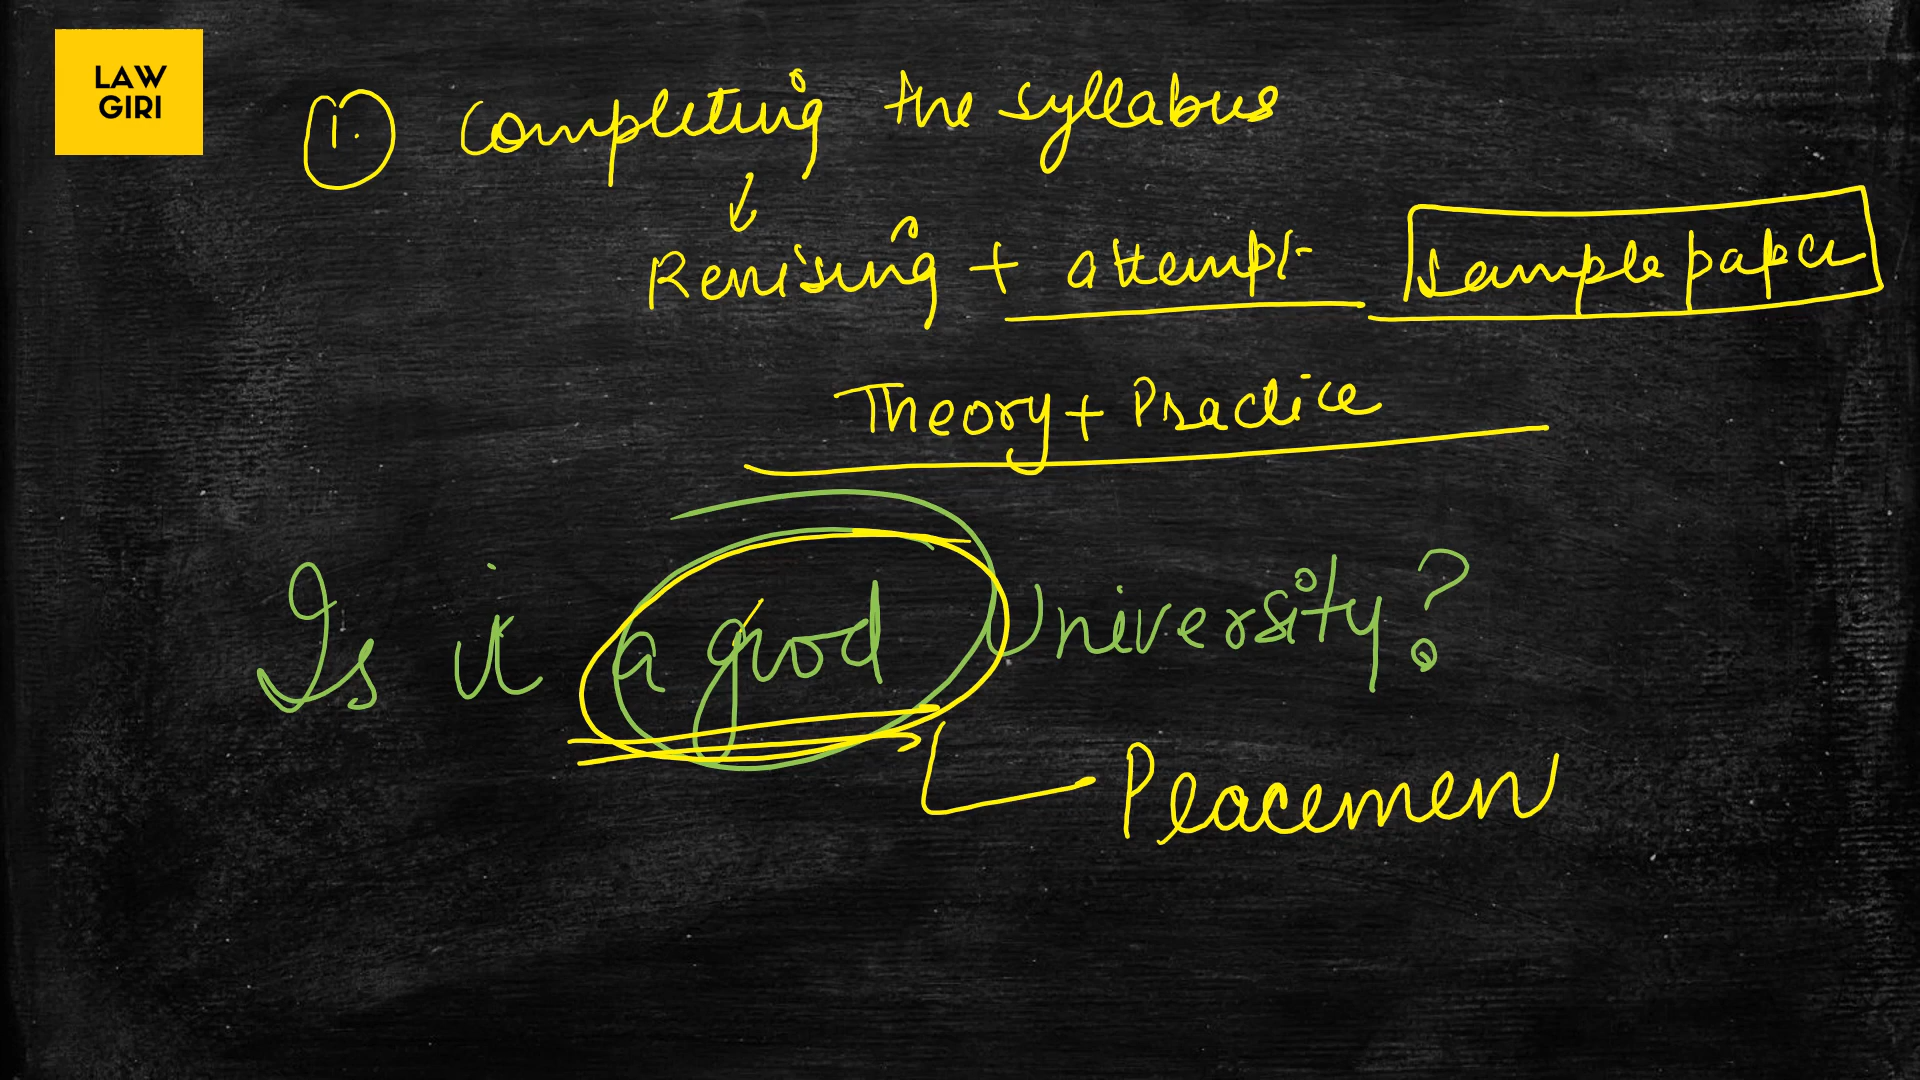 LAW
GIRI
1. Completing the syllabus
Revising + attempt sample paper
Theory + Practice
Is it a good University?
Placemen